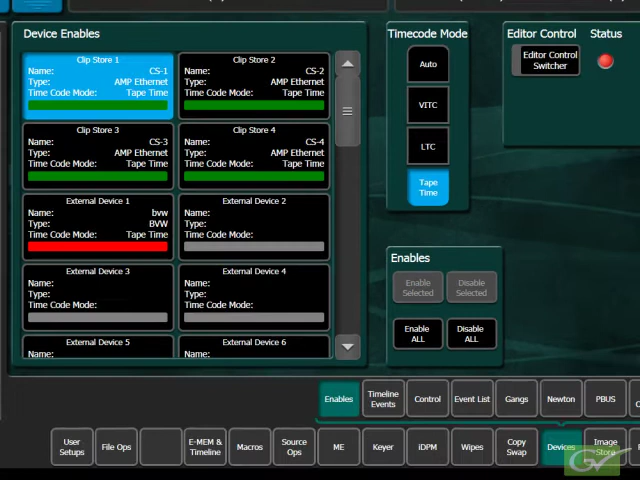 Device Enables
Clip Store 1
Name: CS-1
Type: AMP Ethernet
Time Code Mode: Tape Time
Clip Store 2
Name: CS-2
Type: AMP Ethernet
Time Code Mode: Tape Time
Clip Store 3
Name: CS-3
Type: AMP Ethernet
Time Code Mode: Tape Time
Clip Store 4
Name: CS-4
Type: AMP Ethernet
Time Code Mode: Tape Time
External Device 1
Name: bvw
Type: BVW
Time Code Mode: Tape Time
External Device 2
Name:
Type:
Time Code Mode:
External Device 3
Name:
Type:
Time Code Mode:
External Device 4
Name:
Type:
Time Code Mode:
External Device 5
Name:
External Device 6
Name:
Timecode Mode
Auto
VITC
LTC
Tape
Time
Editor Control
Status
Editor Control
Switcher
Enables
Enable
Selected
Disable
Selected
Enable
ALL
Disable
ALL
Enables
Timeline
Events
Control
Event List
Gangs
Newton
PBUS
User
Setups
File Ops
E-MEM &
Timeline
Macros
Source
Ops
ME
Keyer
iDPM
Wipes
Copy
Swap
Devices
Image
Store